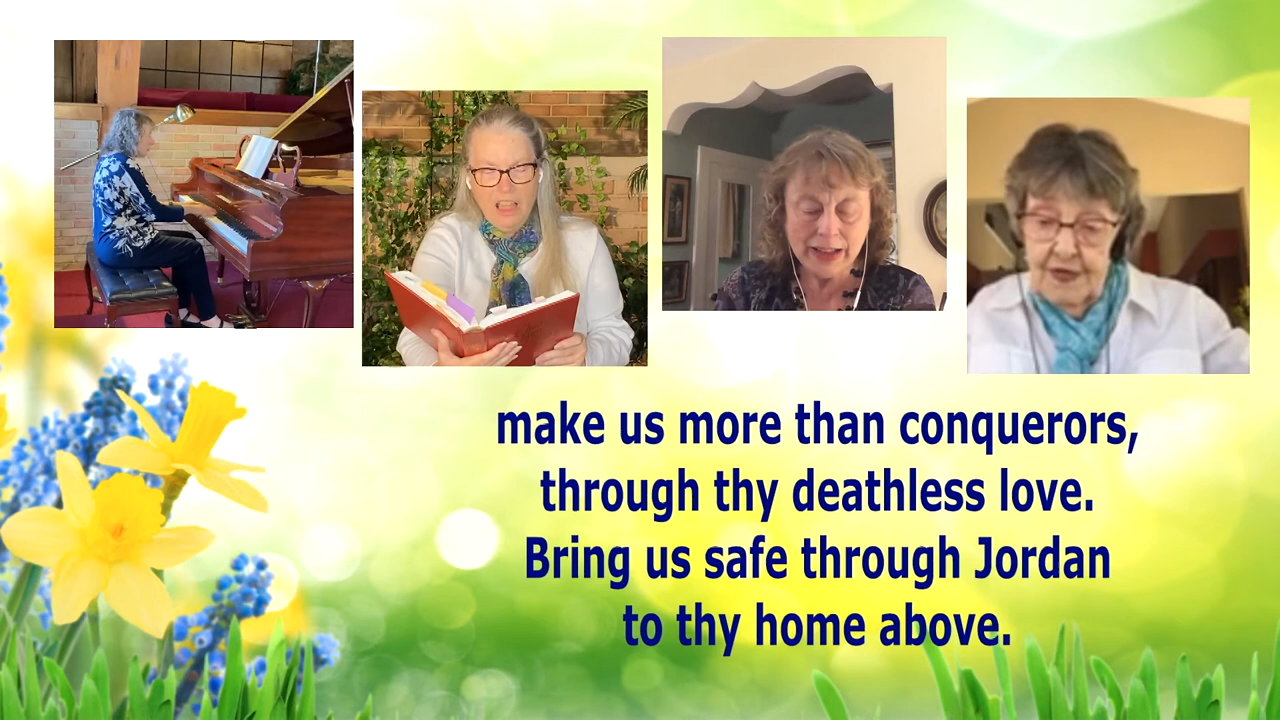 make us more than conquerors,
through thy deathless love.
Bring us safe through Jordan
to thy home above.